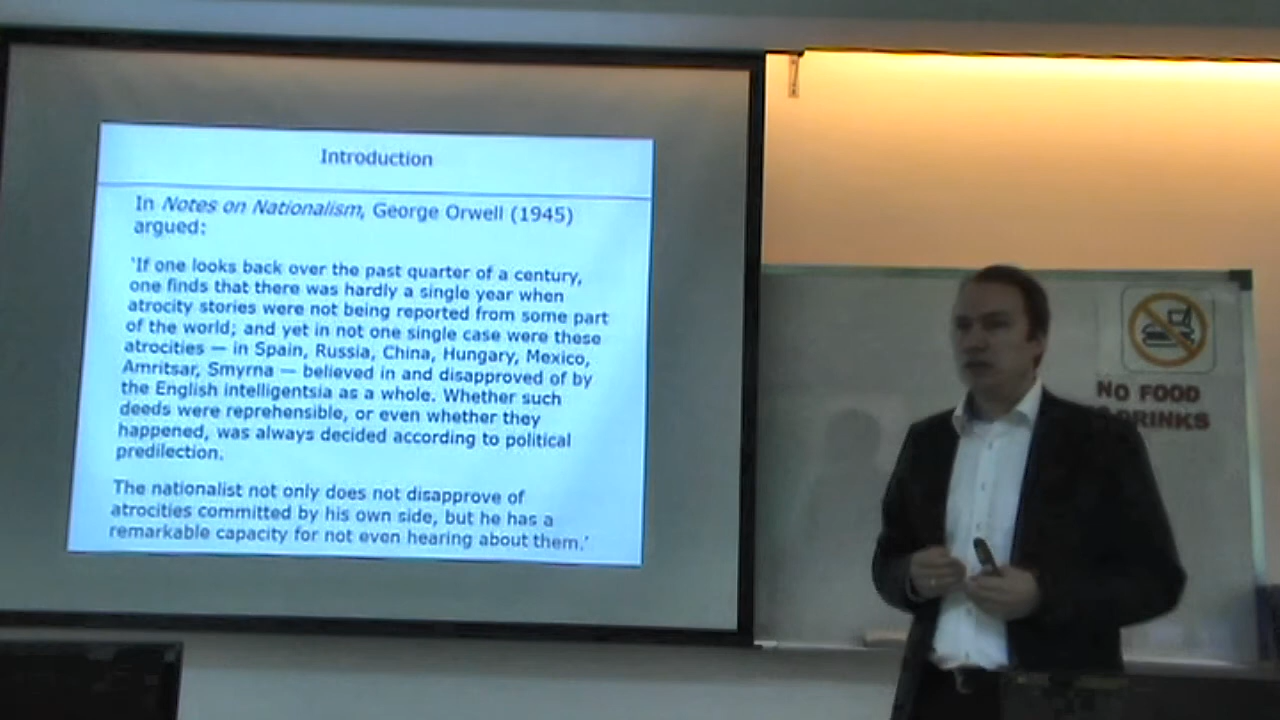 Introduction
In Notes on Nationalism, George Orwell (1945)
argued:
'If one looks back over the past quarter of a century,
one finds that there was hardly a single year when
atrocity stories were not being reported from some part
of the world; and yet in not one single case were these
atrocities — in Spain, Russia, China, Hungary, Mexico,
Amritsar, Smyrna — believed in and disapproved of by
the English intelligentsia as a whole. Whether such
deeds were reprehensible, or even whether they
happened, was always decided according to political
predilection.
The nationalist not only does not disapprove of
atrocities committed by his own side, but he has a
remarkable capacity for not even hearing about them.'
NO FOOD
DRINKS